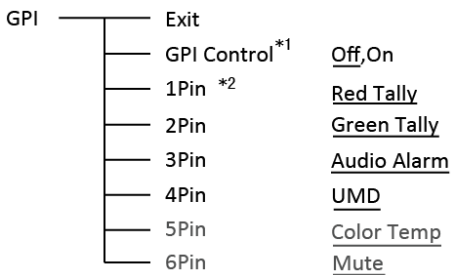 GPI Exit
GPI Control*1 Off,On
1Pin *2 Red Tally
2Pin Green Tally
3Pin Audio Alarm
4Pin UMD
5Pin Color Temp
6Pin Mute